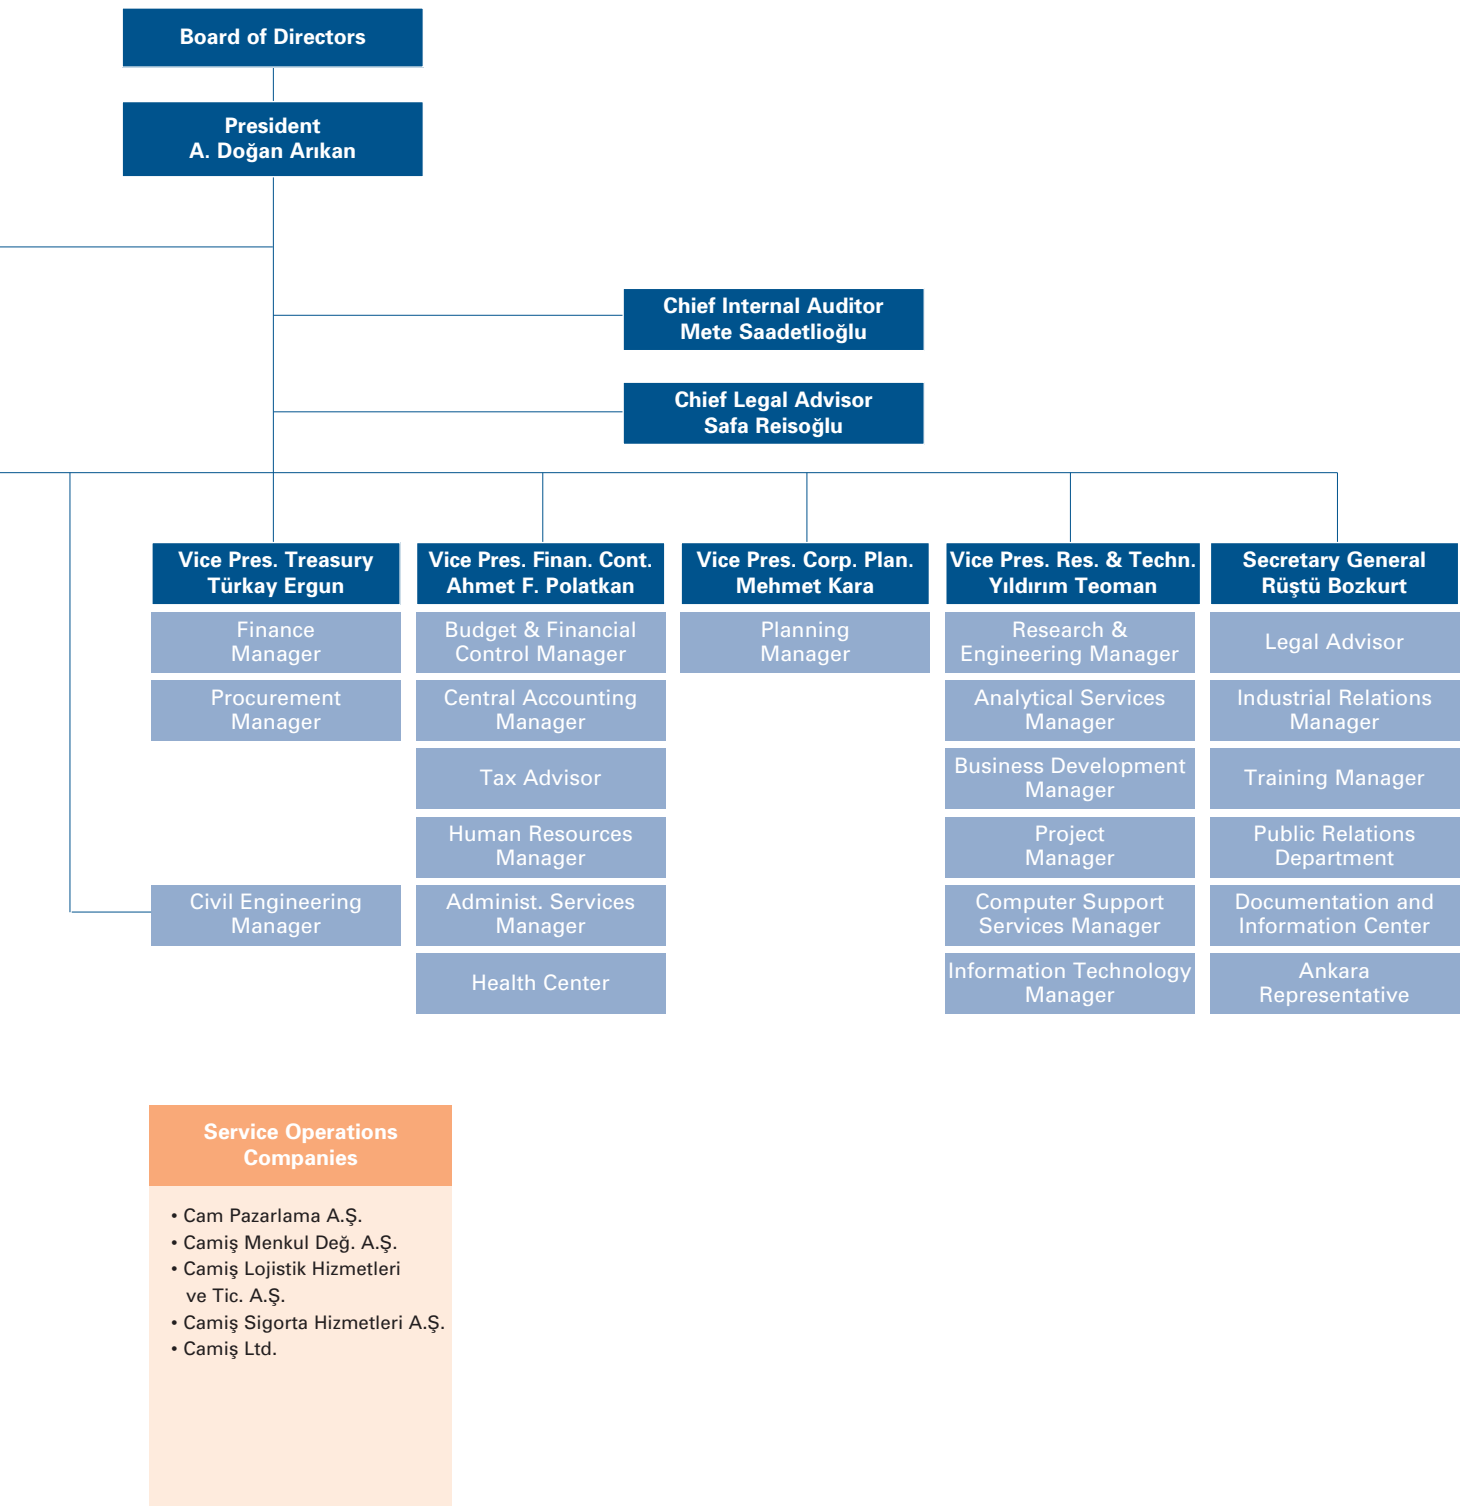 Board of Directors
President
A. Doğan Arıkan
Chief Internal Auditor
Mete Saadetlioğlu
Chief Legal Advisor
Safa Reisoğlu
Vice Pres. Treasury
Türkay Ergun
Finance
Manager
Procurement
Manager
Civil Engineering
Manager
Vice Pres. Finan. Cont.
Ahmet F. Polatkan
Budget & Financial
Control Manager
Central Accounting
Manager
Tax Advisor
Human Resources
Manager
Administ. Services
Manager
Health Center
Vice Pres. Corp. Plan.
Mehmet Kara
Planning
Manager
Vice Pres. Res. & Techn.
Yıldırım Teoman
Research &
Engineering Manager
Analytical Services
Manager
Business Development
Manager
Project
Manager
Computer Support
Services Manager
Information Technology
Manager
Secretary General
Rüştü Bozkurt
Legal Advisor
Industrial Relations
Manager
Training Manager
Public Relations
Department
Documentation and
Information Center
Ankara
Representative
Service Operations
Companies
• Cam Pazarlama A.Ş.
• Camiş Menkul Değ. A.Ş.
• Camiş Lojistik Hizmetleri
ve Tic. A.Ş.
• Camiş Sigorta Hizmetleri A.Ş.
• Camiş Ltd.